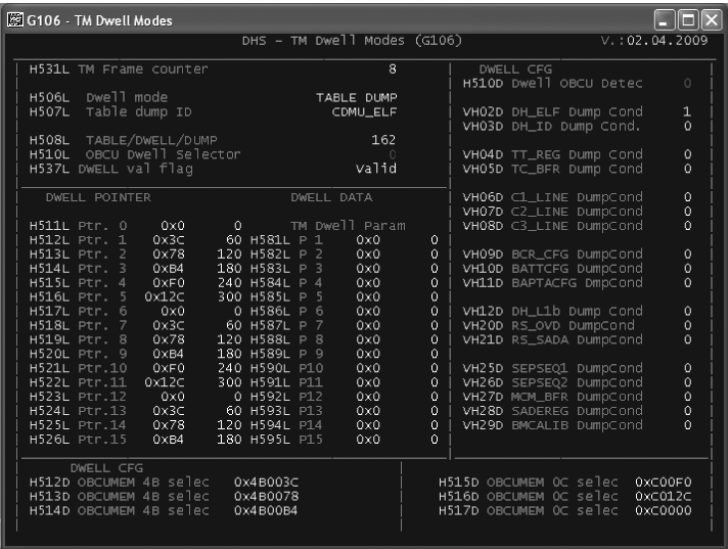 G106 - TM Dwell Modes
DHS - TM Dwell Modes (G106) V.:02.04.2009
H531L TM Frame counter 8
H506L Dwell mode TABLE DUMP
H507L Table dump ID CDMU_ELF
H508L TABLE/DWELL/DUMP 162
H510L OBCU Dwell Selector 0
H537L DWELL val flag Valid
DWELL POINTER DWELL DATA
H511L Ptr. 0 0x0 0 TM Dwell Param
H512L Ptr. 1 0x3C 60 H581L P 1 0x0 0
H513L Ptr. 2 0x78 120 H582L P 2 0x0 0
H514L Ptr. 3 0xB4 180 H583L P 3 0x0 0
H515L Ptr. 4 0xF0 240 H584L P 4 0x0 0
H516L Ptr. 5 0x12C 300 H585L P 5 0x0 0
H517L Ptr. 6 0x0 0 H586L P 6 0x0 0
H518L Ptr. 7 0x3C 60 H587L P 7 0x0 0
H519L Ptr. 8 0x78 120 H588L P 8 0x0 0
H520L Ptr. 9 0xB4 180 H589L P 9 0x0 0
H521L Ptr.10 0xF0 240 H590L P10 0x0 0
H522L Ptr.11 0x12C 300 H591L P11 0x0 0
H523L Ptr.12 0x0 0 H592L P12 0x0 0
H524L Ptr.13 0x3C 60 H593L P13 0x0 0
H525L Ptr.14 0x78 120 H594L P14 0x0 0
H526L Ptr.15 0xB4 180 H595L P15 0x0 0
DWELL CFG
H510D Dwell OBCU Detec 0
VH02D DH_ELF Dump Cond 1
VH03D DH_ID Dump Cond. 0
VH04D TT_REG Dump Cond 0
VH05D TC_BFR Dump Cond 0
VH06D C1_LINE DumpCond 0
VH07D C2_LINE DumpCond 0
VH08D C3_LINE DumpCond 0
VH09D BCR_CFG DumpCond 0
VH10D BATTCFG DumpCond 0
VH11D BAPTACFG DmpCond 0
VH12D DH_L1b Dump Cond 0
VH20D RS_OVD DumpCond 0
VH21D RS_SADA DumpCond 0
VH25D SEPSEQ1 DumpCond 0
VH26D SEPSEQ2 DumpCond 0
VH27D MCM_BFR DumpCond 0
VH28D SADEREG DumpCond 0
VH29D BMCALIB DumpCond 0
DWELL CFG
H512D OBCUMEM 4B selec 0x4B003C
H513D OBCUMEM 4B selec 0x4B0078
H514D OBCUMEM 4B selec 0x4B00B4
H515D OBCUMEM 0C selec 0xC00F0
H516D OBCUMEM 0C selec 0xC012C
H517D OBCUMEM 0C selec 0xC0000